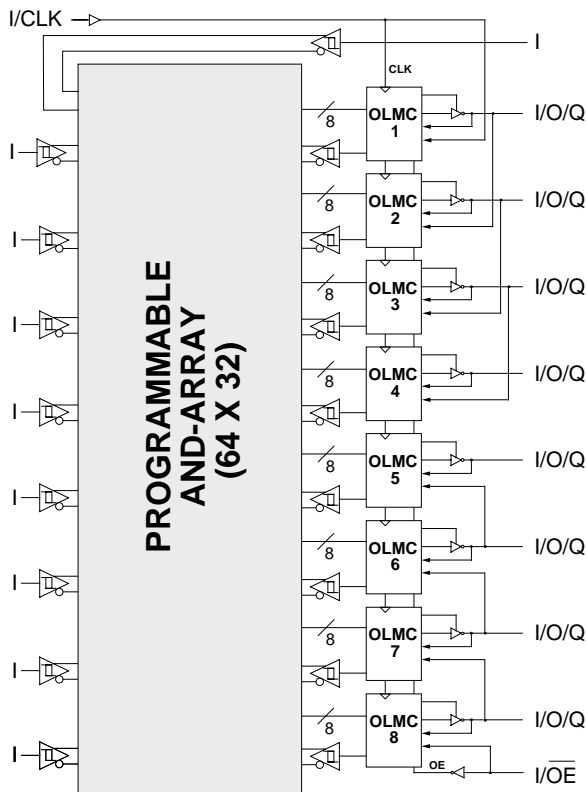 I/CLK
I
CLK
OLMC
1
8
I/O/Q
I
OLMC
2
8
I/O/Q
I
OLMC
3
8
I/O/Q
I
OLMC
4
8
I/O/Q
I
PROGRAMMABLE
AND-ARRAY
(64 X 32)
OLMC
5
8
I/O/Q
I
OLMC
6
8
I/O/Q
I
OLMC
7
8
I/O/Q
I
OLMC
8
8
I/O/Q
I
OE
I/O̅E̅